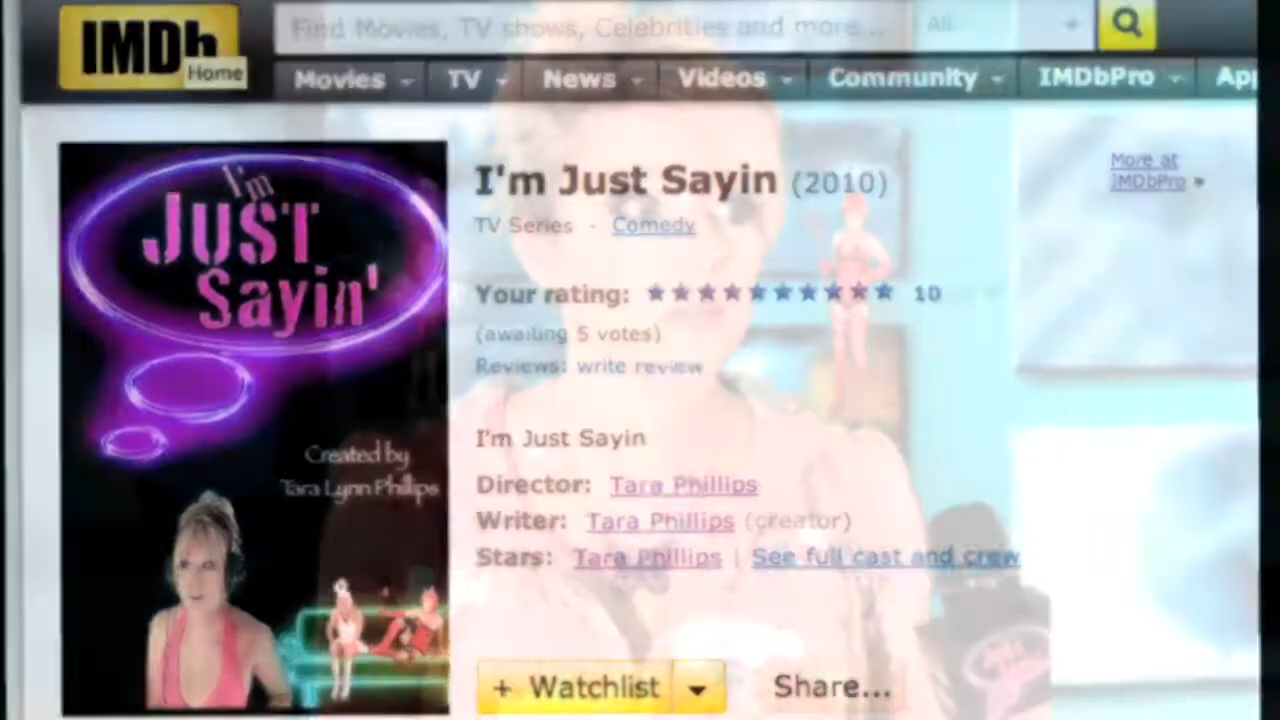 IMDb
Home
Find Movies, TV shows, Celebrities and more...
All
Movies
TV
News
Videos
Community
IMDbPro
App
I'm
JUST
Sayin'
Created by
Tara Lynn Phillips
I'm Just Sayin (2010)
TV Series - Comedy
Your rating: 10
(awaiting 5 votes)
Reviews: write review
I'm Just Sayin
Director: Tara Phillips
Writer: Tara Phillips (creator)
Stars: Tara Phillips | See full cast and crew
+ Watchlist
Share...
More at
IMDbPro »